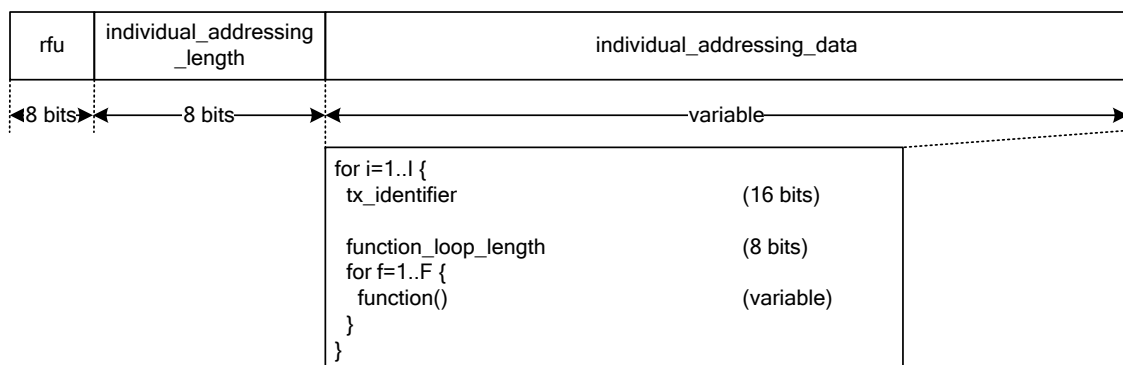 rfu
individual_addressing
_length
individual_addressing_data
8 bits
8 bits
variable
for i=1..I {
tx_identifier (16 bits)
function_loop_length (8 bits)
for f=1..F {
function() (variable)
}
}